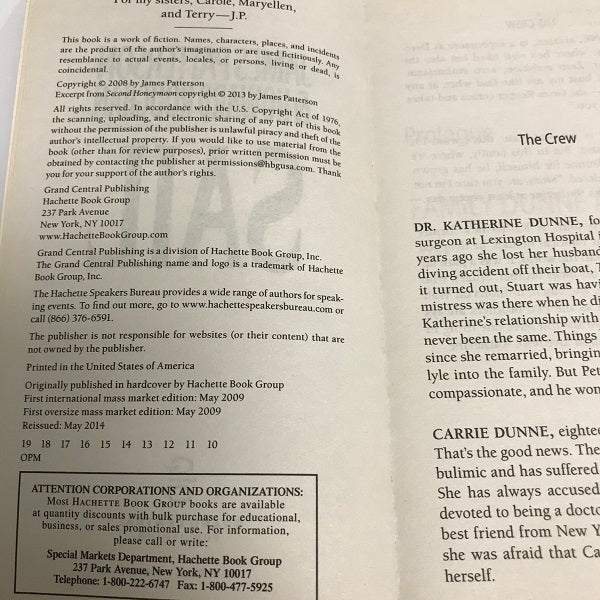 For my sisters, Carole, Maryellen,
and Terry—J.P.
This book is a work of fiction. Names, characters, places, and incidents
are the product of the author's imagination or are used fictitiously. Any
resemblance to actual events, locales, or persons, living or dead, is
coincidental.
Copyright © 2008 by James Patterson
Excerpt from Second Honeymoon copyright © 2013 by James Patterson
All rights reserved. In accordance with the U.S. Copyright Act of 1976,
the scanning, uploading, and electronic sharing of any part of this book
without the permission of the publisher is unlawful piracy and theft of the
author's intellectual property. If you would like to use material from the
book (other than for review purposes), prior written permission must be
obtained by contacting the publisher at permissions@hbgusa.com. Thank
you for your support of the author's rights.
Grand Central Publishing
Hachette Book Group
237 Park Avenue
New York, NY 10017
www.HachetteBookGroup.com
Grand Central Publishing is a division of Hachette Book Group, Inc.
The Grand Central Publishing name and logo is a trademark of Hachette
Book Group, Inc.
The Hachette Speakers Bureau provides a wide range of authors for speak-
ing events. To find out more, go to www.hachettespeakersbureau.com or
call (866) 376-6591.
The publisher is not responsible for websites (or their content) that are
not owned by the publisher.
Printed in the United States of America
Originally published in hardcover by Hachette Book Group
First international mass market edition: May 2009
First oversize mass market edition: May 2009
Reissued: May 2014
19 18 17 16 15 14 13 12 11 10
OPM
ATTENTION CORPORATIONS AND ORGANIZATIONS:
Most HACHETTE BOOK GROUP books are available
at quantity discounts with bulk purchase for educational,
business, or sales promotional use. For information,
please call or write:
Special Markets Department, Hachette Book Group
237 Park Avenue, New York, NY 10017
Telephone: 1-800-222-6747 Fax: 1-800-477-5925
The Crew
DR. KATHERINE DUNNE, fo
surgeon at Lexington Hospital i
years ago she lost her husband
diving accident off their boat, T
it turned out, Stuart was havi
mistress was there when he di
Katherine's relationship with
never been the same. Things
since she remarried, bringin
lyle into the family. But Pet
compassionate, and he won
CARRIE DUNNE, eightee
That's the good news. The
bulimic and has suffered
She has always accused
devoted to being a docto
best friend from New Y
she was afraid that Ca
herself.